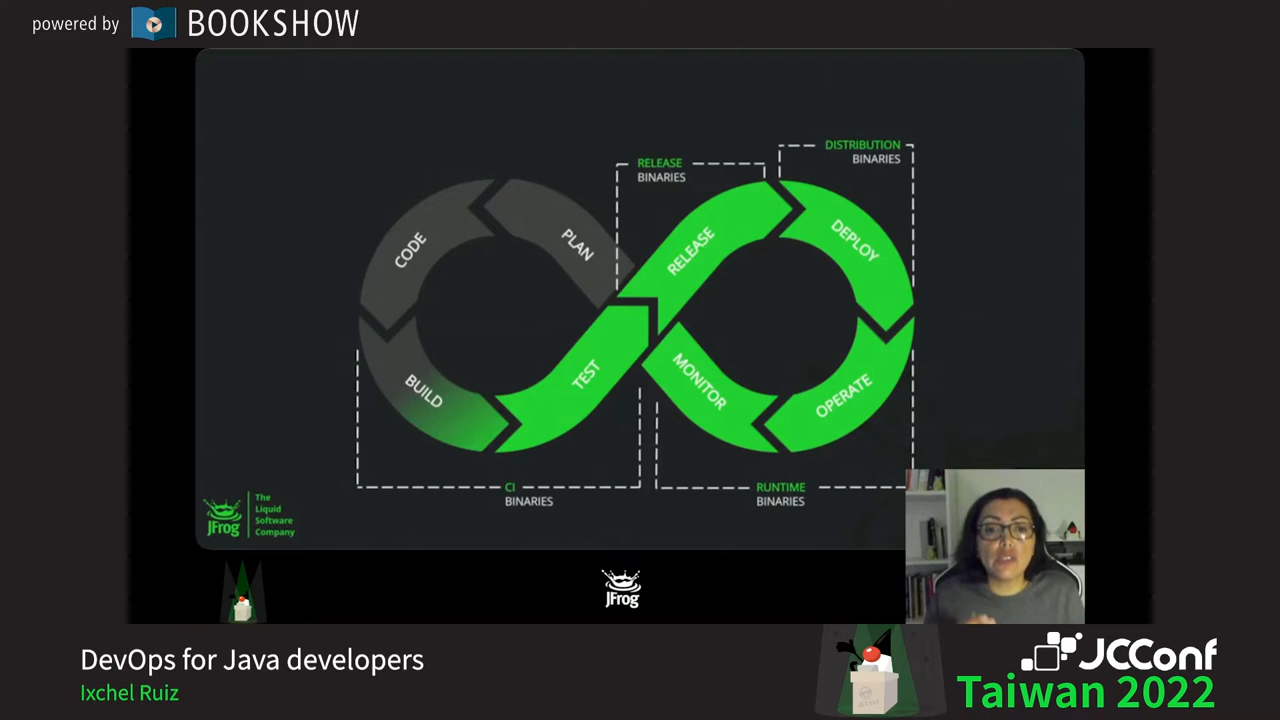 powered by BOOKSHOW
DISTRIBUTION
BINARIES
RELEASE
BINARIES
CODE
PLAN
RELEASE
DEPLOY
BUILD
TEST
MONITOR
OPERATE
CI
BINARIES
RUNTIME
BINARIES
JFrog
The
Liquid
Software
Company
JFrog
DevOps for Java developers
Ixchel Ruiz
JCConf
Taiwan 2022